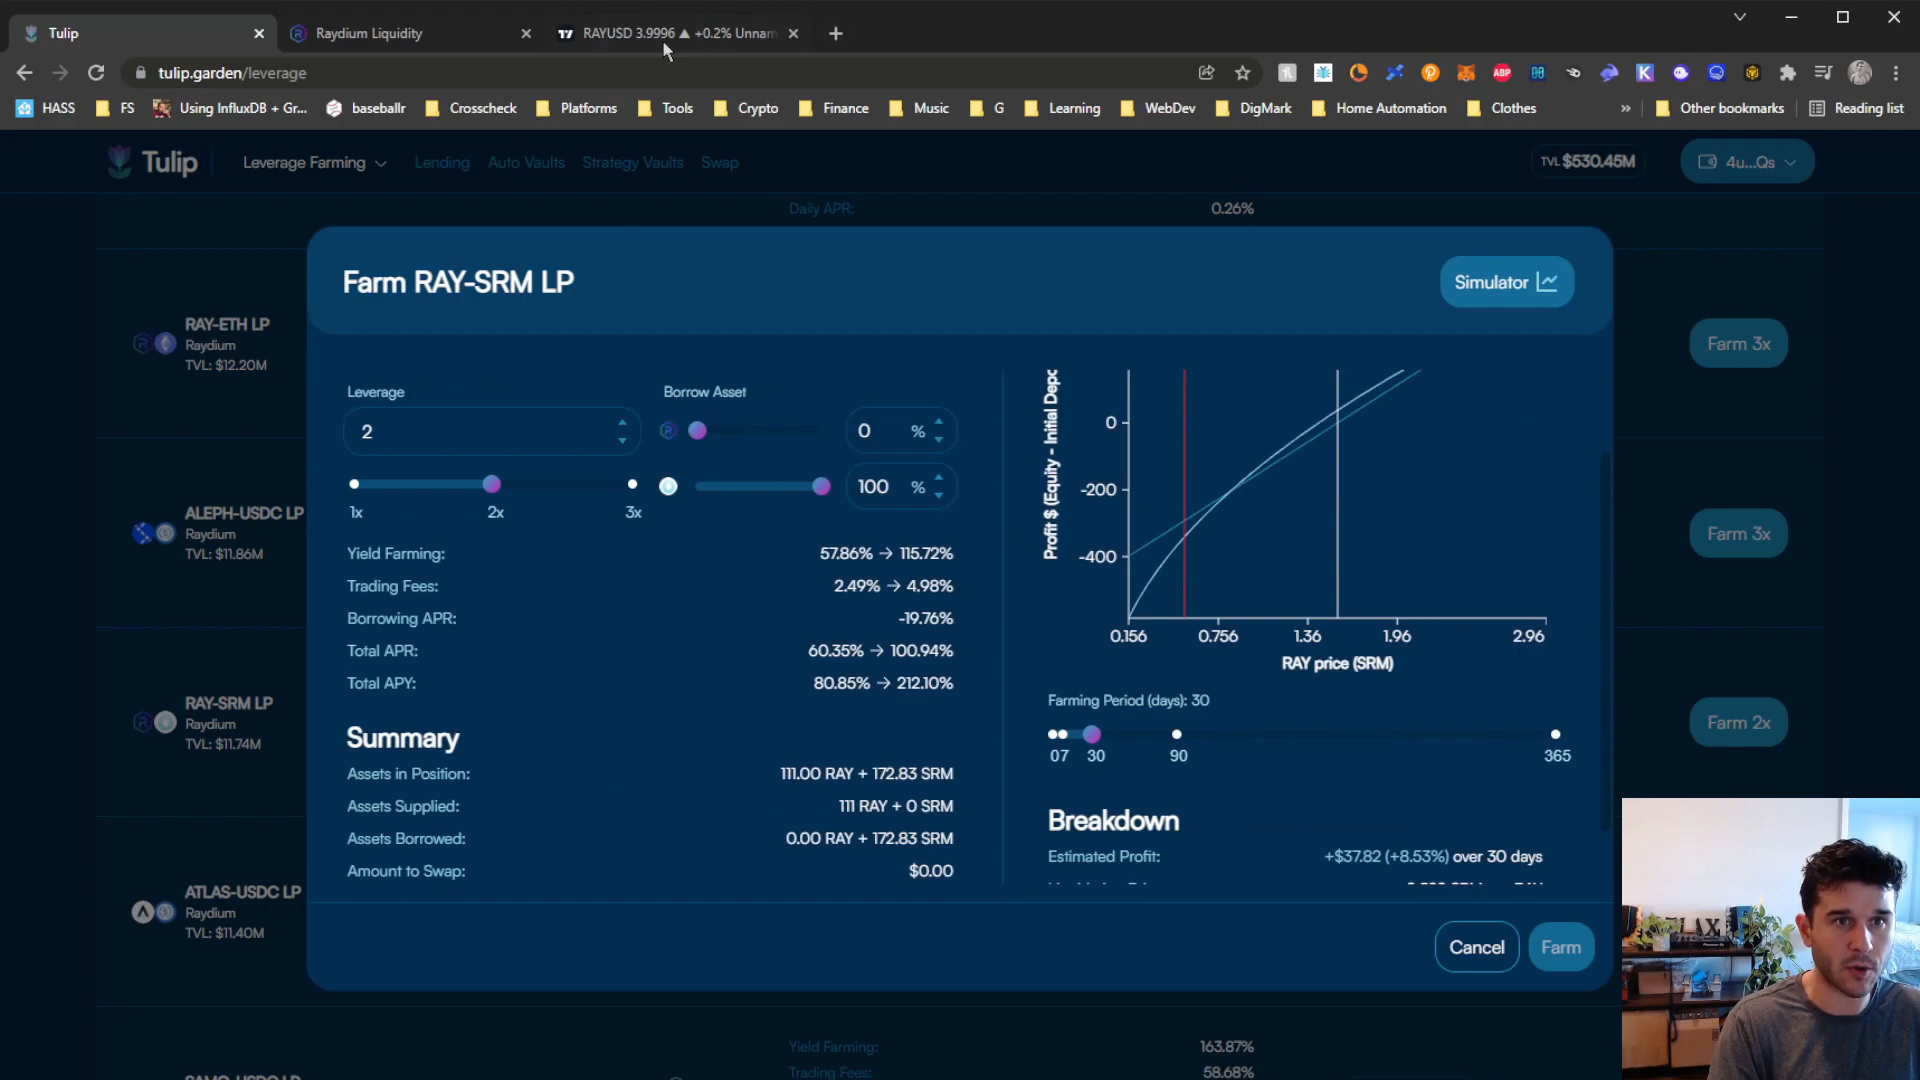 Tulip
Raydium Liquidity
RAYUSD 3.9996 ▲ +0.2% Unnam
tulip.garden/leverage
HASS
FS
Using InfluxDB + Gr...
baseballr
Crosscheck
Platforms
Tools
Crypto
Finance
Music
G
Learning
WebDev
DigMark
Home Automation
Clothes
»
Other bookmarks
Reading list
Tulip
Leverage Farming
Lending
Auto Vaults
Strategy Vaults
Swap
TVL $530.45M
4u...Qs
Daily APR:
0.26%
Farm RAY-SRM LP
Simulator
RAY-ETH LP
Raydium
TVL: $12.20M
Farm 3x
ALEPH-USDC LP
Raydium
TVL: $11.86M
Farm 3x
RAY-SRM LP
Raydium
TVL: $11.74M
Farm 2x
ATLAS-USDC LP
Raydium
TVL: $11.40M
Leverage
Borrow Asset
2
0 %
100 %
1x
2x
3x
Yield Farming:
57.86% → 115.72%
Trading Fees:
2.49% → 4.98%
Borrowing APR:
-19.76%
Total APR:
60.35% → 100.94%
Total APY:
80.85% → 212.10%
Summary
Assets in Position:
111.00 RAY + 172.83 SRM
Assets Supplied:
111 RAY + 0 SRM
Assets Borrowed:
0.00 RAY + 172.83 SRM
Amount to Swap:
$0.00
Profit $ (Equity - Initial Depo
0
-200
-400
0.156
0.756
1.36
1.96
2.96
RAY price (SRM)
Farming Period (days): 30
07
30
90
365
Breakdown
Estimated Profit:
+$37.82 (+8.53%) over 30 days
Cancel
Farm
Yield Farming:
163.87%
Trading Fees:
58.68%